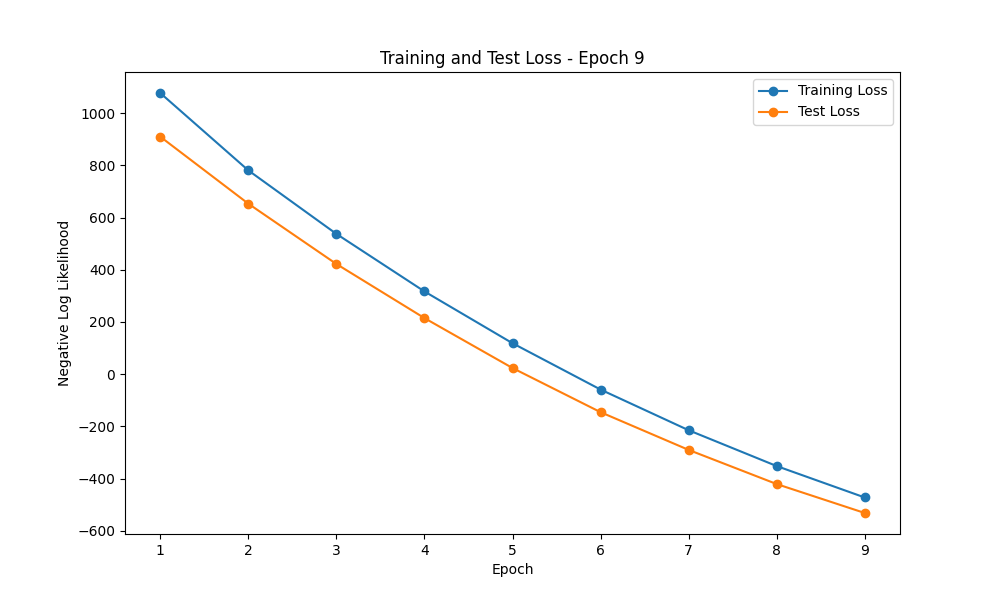 Training and Test Loss - Epoch 9
Training Loss
Test Loss
Negative Log Likelihood
1000
800
600
400
200
0
−200
−400
−600
1 2 3 4 5 6 7 8 9
Epoch